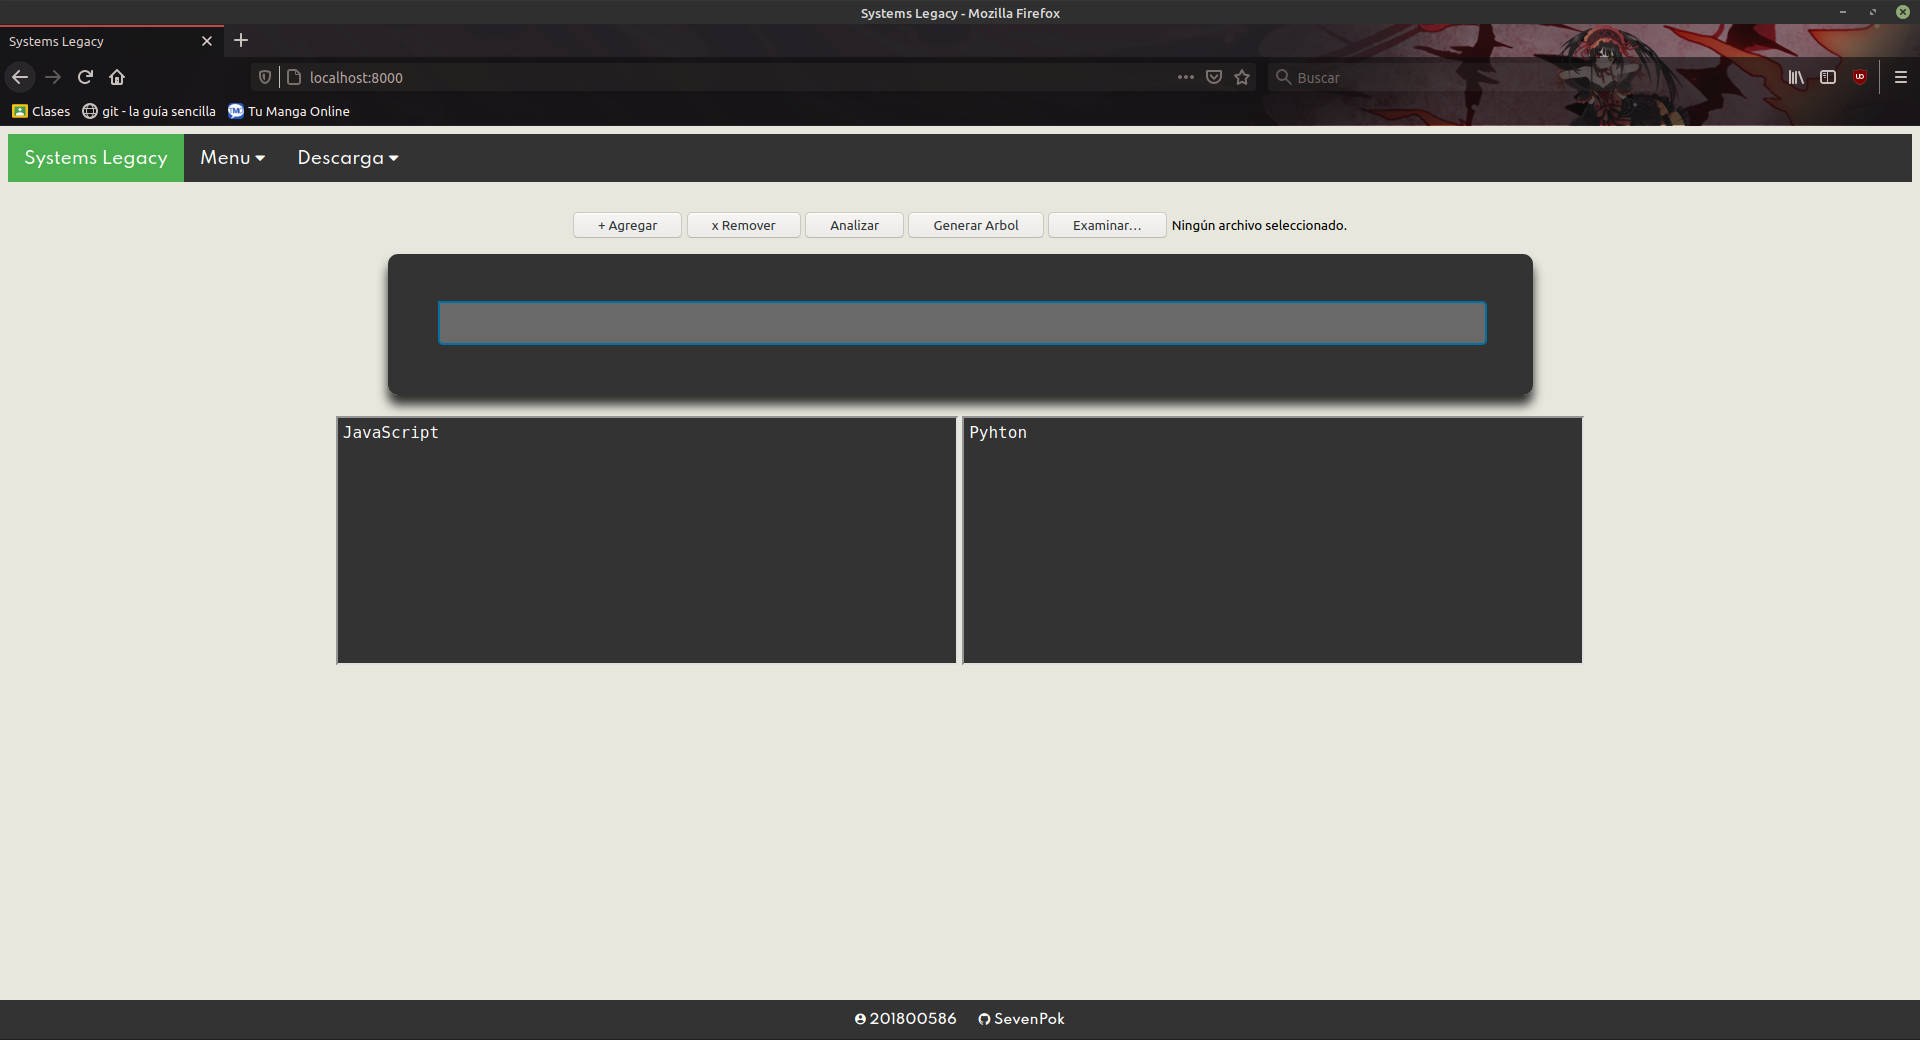 Systems Legacy - Mozilla Firefox
Systems Legacy
localhost:8000
Buscar
Clases git - la guía sencilla Tu Manga Online
Systems Legacy Menu Descarga
+ Agregar x Remover Analizar Generar Arbol Examinar... Ningún archivo seleccionado.
JavaScript
Pyhton
201800586 SevenPok